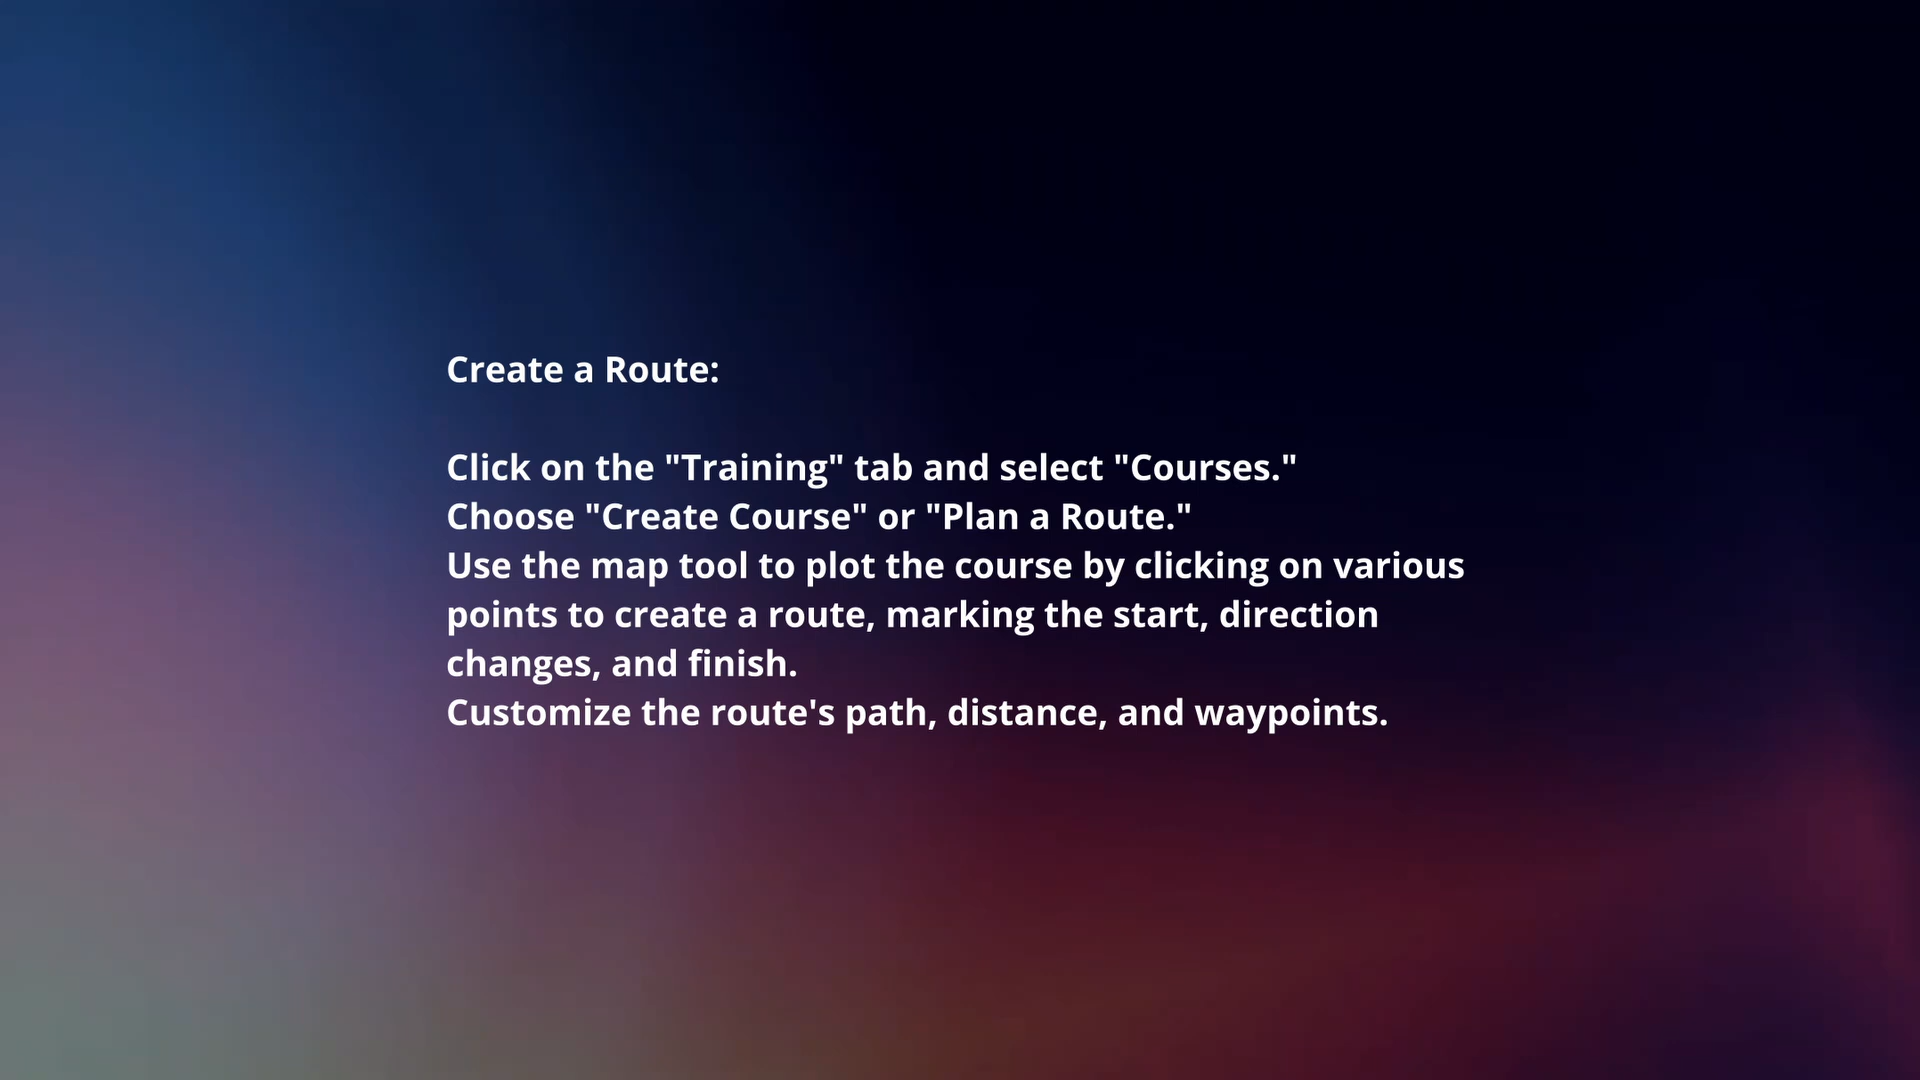 Create a Route:
Click on the "Training" tab and select "Courses."
Choose "Create Course" or "Plan a Route."
Use the map tool to plot the course by clicking on various
points to create a route, marking the start, direction
changes, and finish.
Customize the route's path, distance, and waypoints.